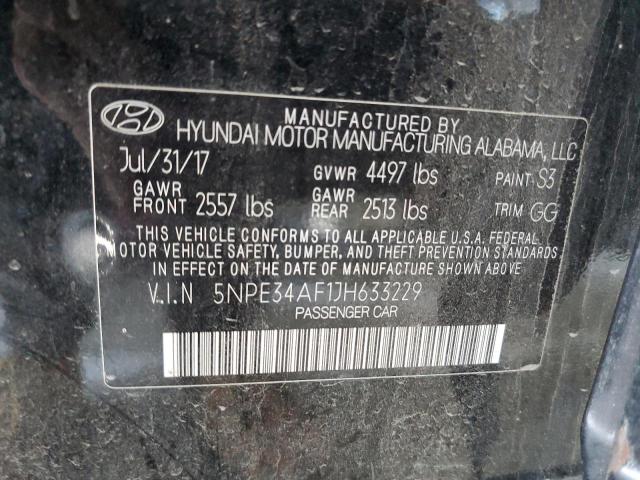 MANUFACTURED BY
HYUNDAI MOTOR MANUFACTURING ALABAMA, LLC
Jul/31/17 GVWR 4497 lbs PAINT: S3
GAWR FRONT 2557 lbs GAWR REAR 2513 lbs TRIM GG
THIS VEHICLE CONFORMS TO ALL APPLICABLE U.S.A. FEDERAL
MOTOR VEHICLE SAFETY, BUMPER, AND THEFT PREVENTION STANDARDS
IN EFFECT ON THE DATE OF MANUFACTURE SHOWN ABOVE.
V.I.N 5NPE34AF1JH633229
PASSENGER CAR